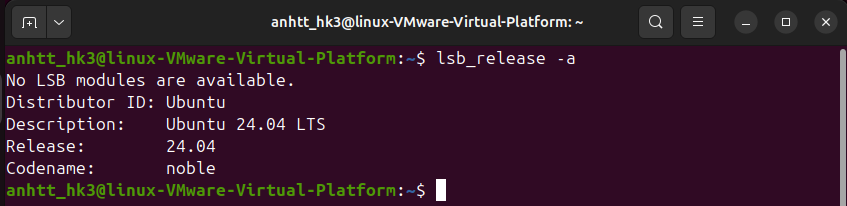 anhtt_hk3@linux-VMware-Virtual-Platform: ~
anhtt_hk3@linux-VMware-Virtual-Platform:~$ lsb_release -a
No LSB modules are available.
Distributor ID: Ubuntu
Description:    Ubuntu 24.04 LTS
Release:        24.04
Codename:       noble
anhtt_hk3@linux-VMware-Virtual-Platform:~$